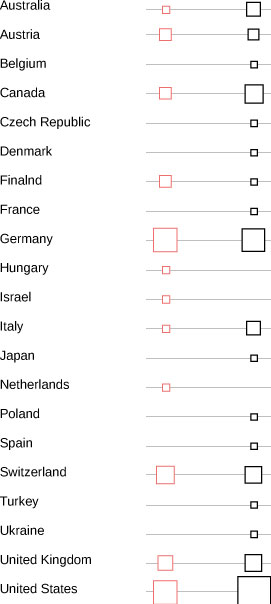 Australia
Austria
Belgium
Canada
Czech Republic
Denmark
Finalnd
France
Germany
Hungary
Israel
Italy
Japan
Netherlands
Poland
Spain
Switzerland
Turkey
Ukraine
United Kingdom
United States